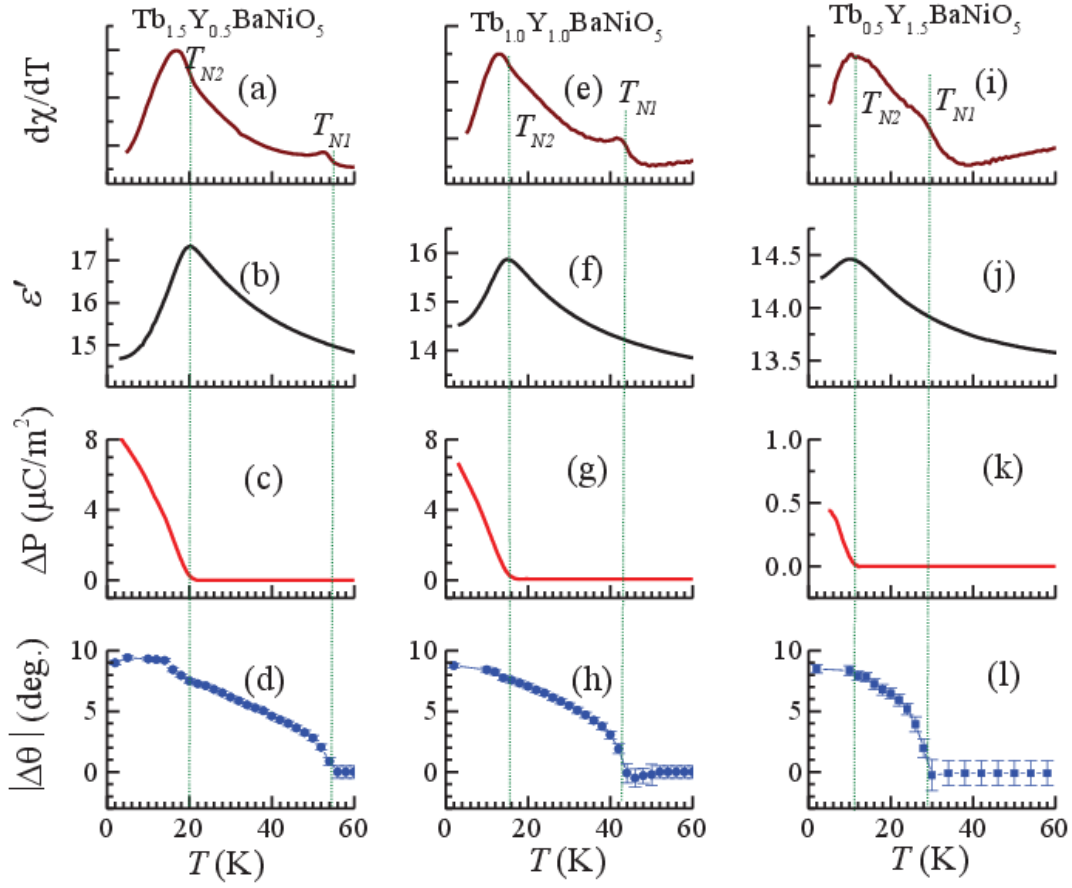 Tb1.5Y0.5BaNiO5
Tb1.0Y1.0BaNiO5
Tb0.5Y1.5BaNiO5
dχ/dT
TN2
(a)
TN1
(e)
TN2
TN1
(i)
TN2
TN1
ε′
17
16
15
(b)
16
15
14
(f)
14.5
14.0
13.5
(j)
ΔP (μC/m²)
8
4
0
(c)
8
4
0
(g)
1.0
0.5
0.0
(k)
|Δθ| (deg.)
10
5
0
(d)
10
5
0
(h)
10
5
0
(l)
0 20 40 60
0 20 40 60
0 20 40 60
T (K)
T (K)
T (K)